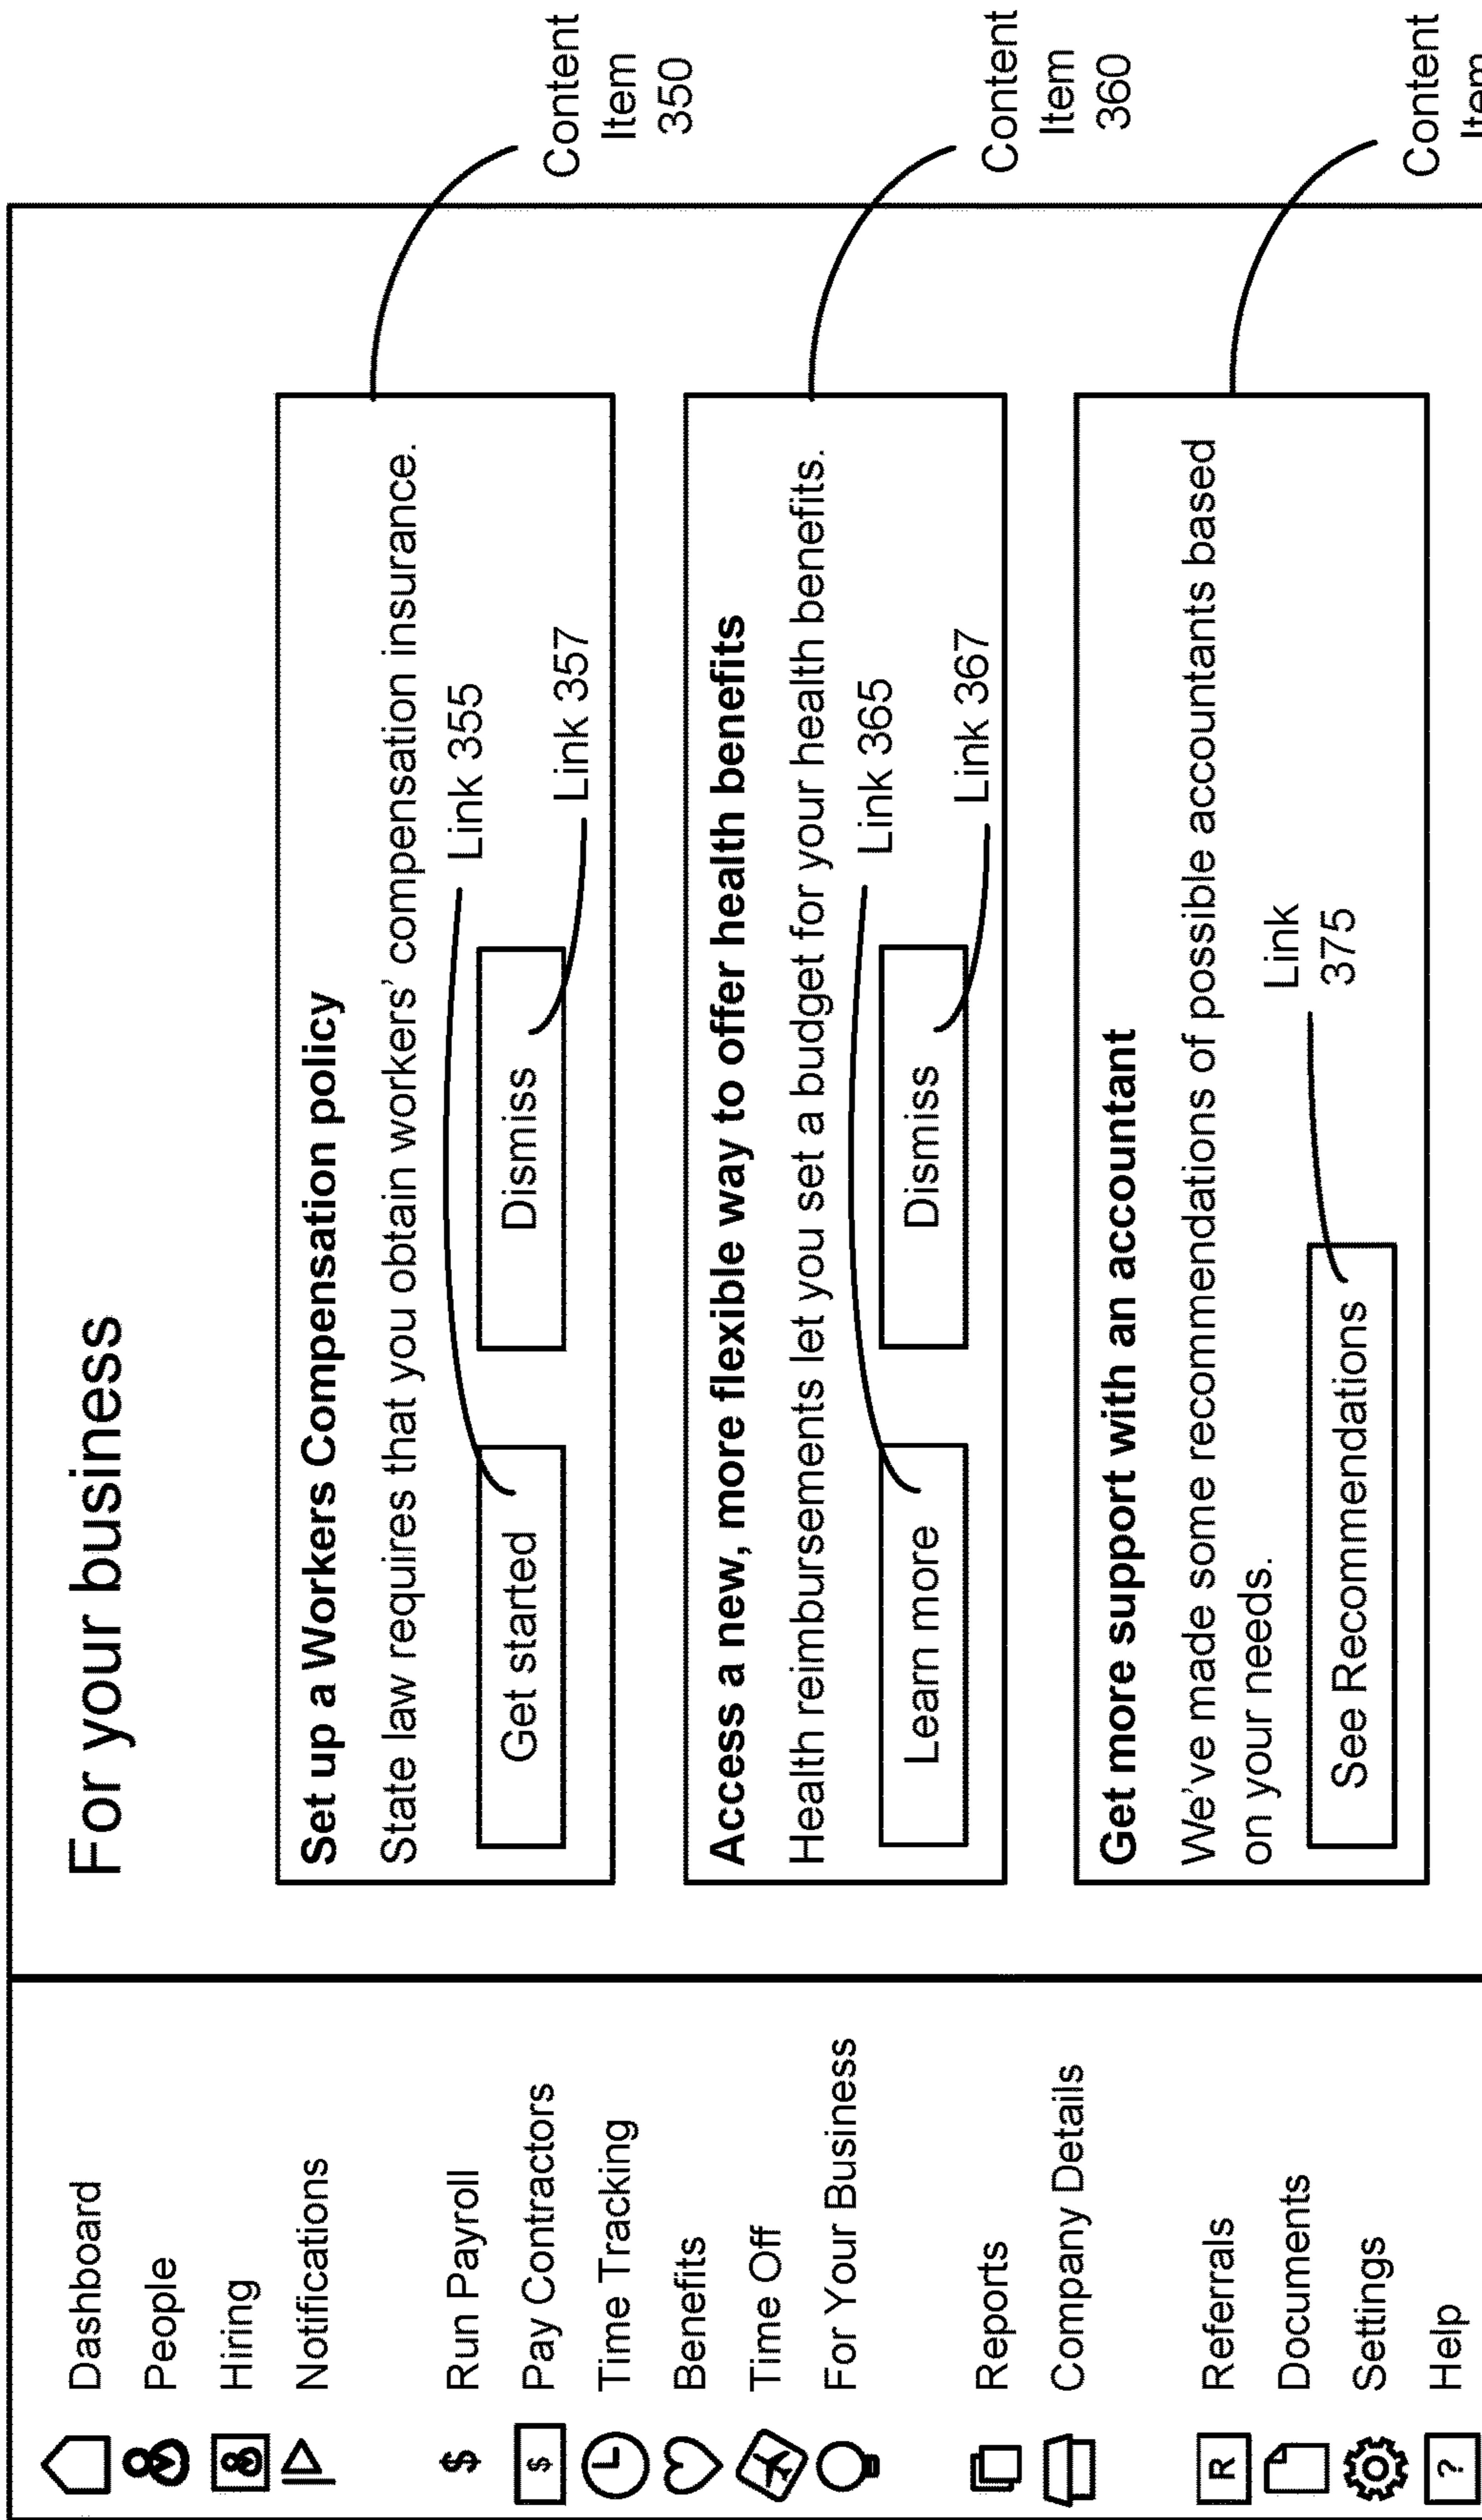 Dashboard
People
Hiring
Notifications
$ Run Payroll
$ Pay Contractors
Time Tracking
Benefits
Time Off
For Your Business
Reports
Company Details
R Referrals
Documents
Settings
? Help
For your business
Set up a Workers Compensation policy
State law requires that you obtain workers’ compensation insurance.
Link 355
Get started
Dismiss
Link 357
Content
Item
350
Access a new, more flexible way to offer health benefits
Health reimbursements let you set a budget for your health benefits.
Link 365
Learn more
Dismiss
Link 367
Content
Item
360
Get more support with an accountant
We’ve made some recommendations of possible accountants based
on your needs.
Link
375
See Recommendations
Content
Item